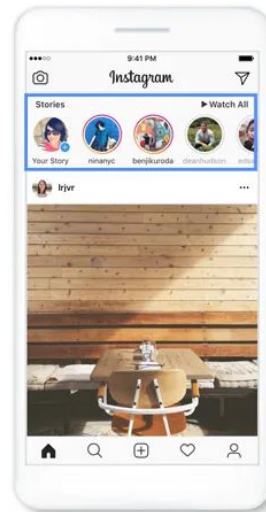 9:41 PM
Instagram
Stories
Watch All
Your Story
ninanyc
benjikuroda
deanhudson
lrjvr